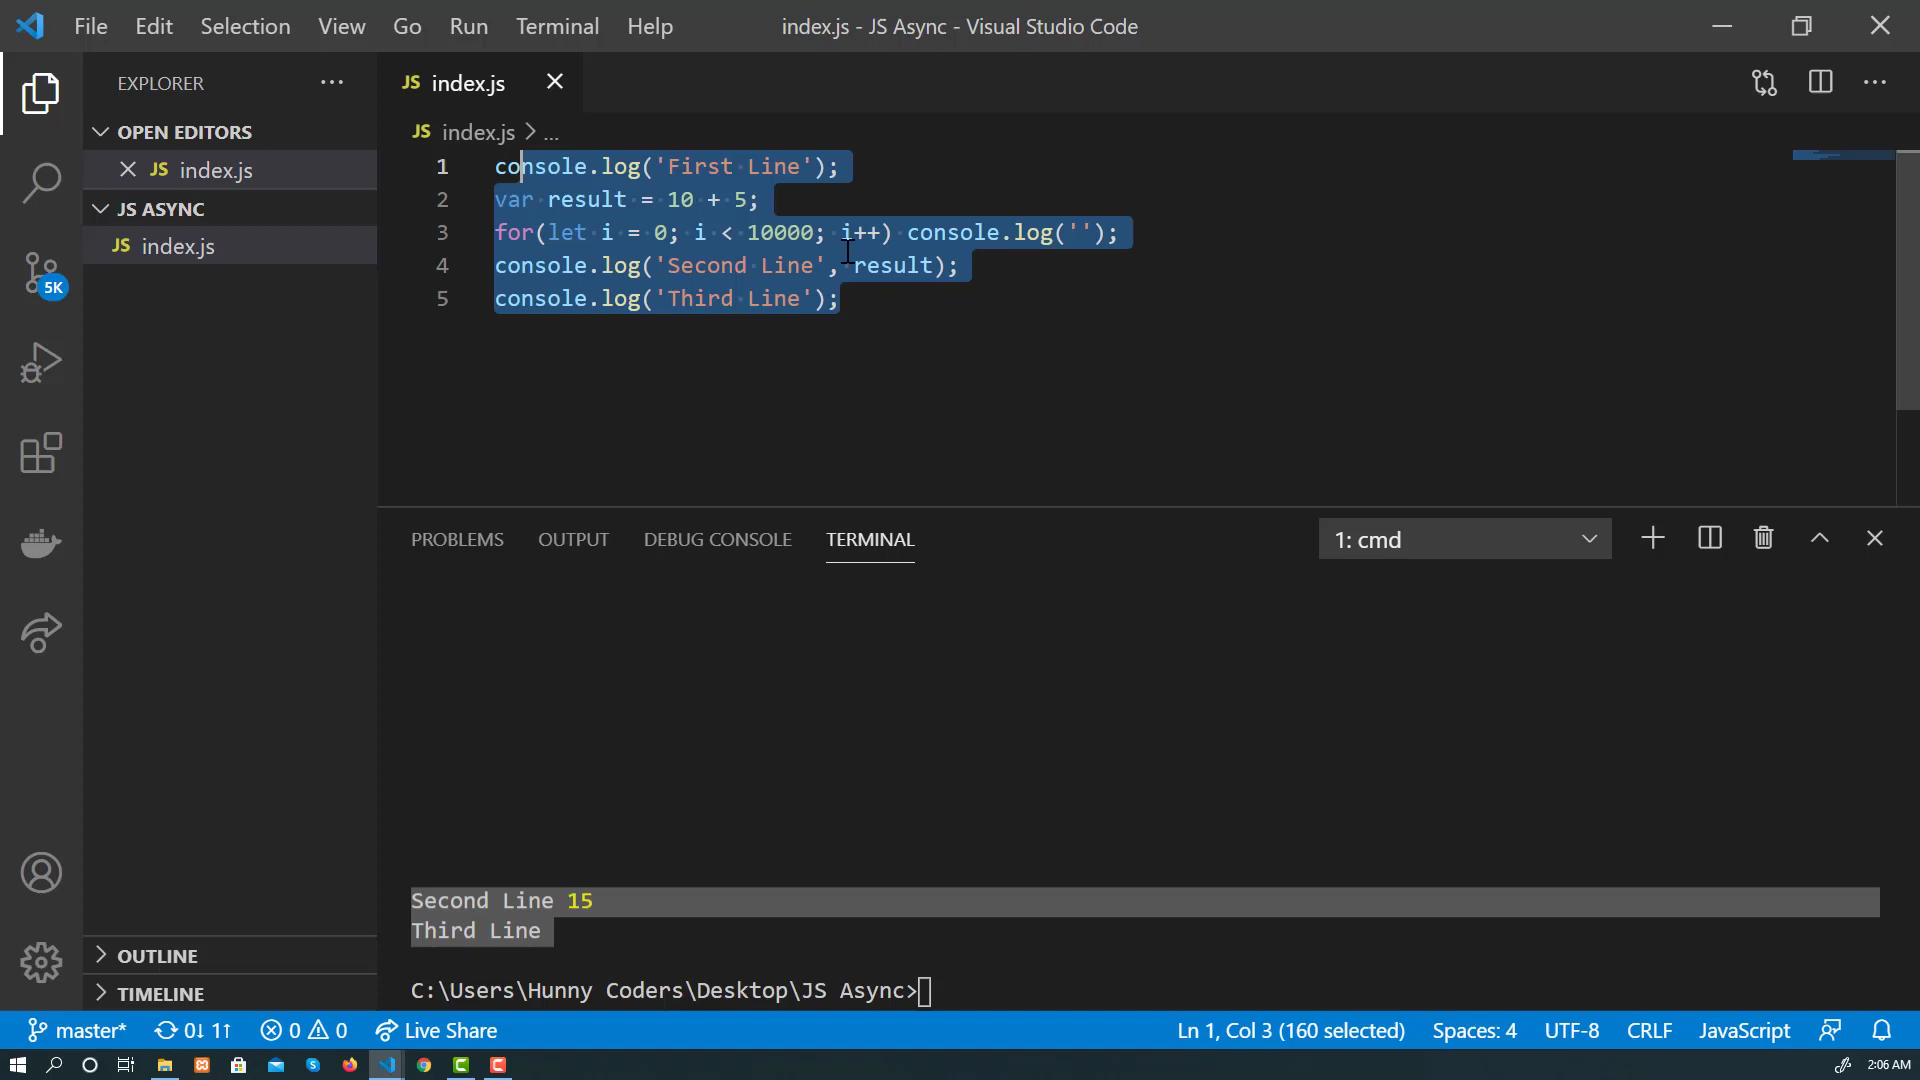 File Edit Selection View Go Run Terminal Help index.js - JS Async - Visual Studio Code
EXPLORER
OPEN EDITORS
JS index.js
JS ASYNC
JS index.js
5K
OUTLINE
TIMELINE
JS index.js
JS index.js > ...
1 console.log('First Line');
2 var result = 10 + 5;
3 for(let i = 0; i < 10000; i++) console.log('');
4 console.log('Second Line', result);
5 console.log('Third Line');
PROBLEMS OUTPUT DEBUG CONSOLE TERMINAL 1: cmd
Second Line 15
Third Line
C:\Users\Hunny Coders\Desktop\JS Async>
master* 0↓ 1↑ 0 0 Live Share Ln 1, Col 3 (160 selected) Spaces: 4 UTF-8 CRLF JavaScript
2:06 AM